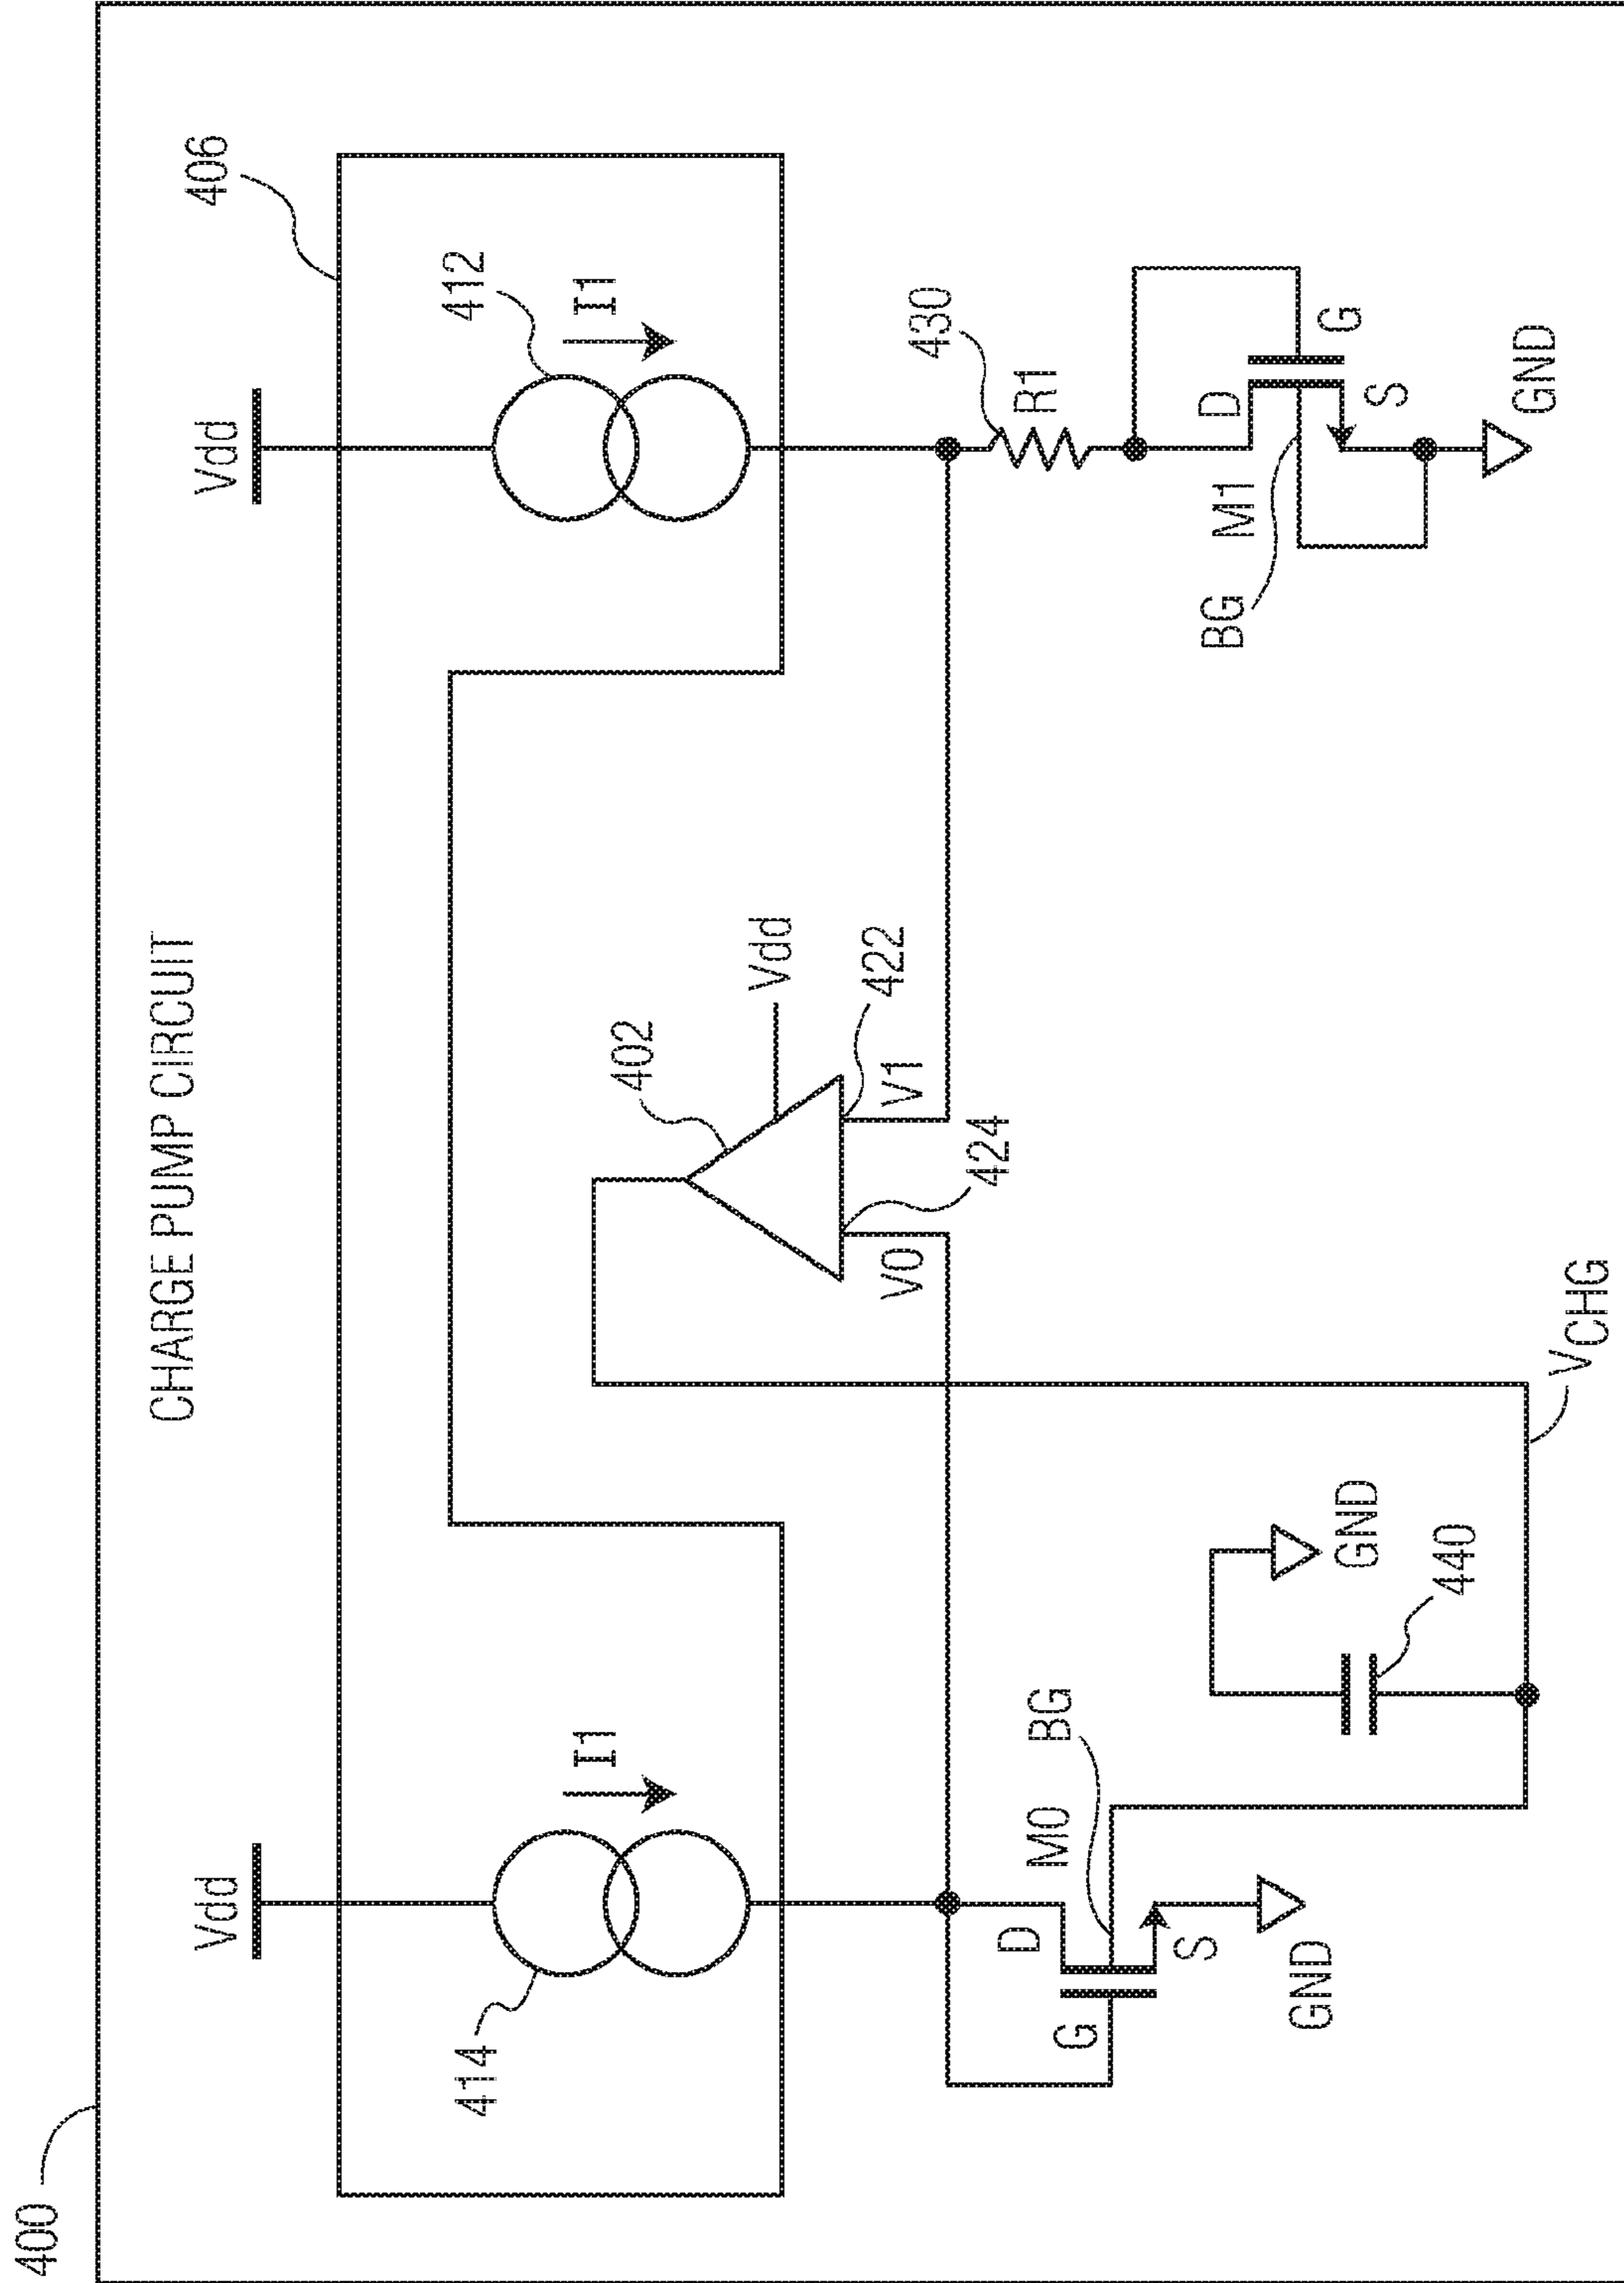 400
CHARGE PUMP CIRCUIT
406
Vdd
Vdd
414
I1
412
I1
402
Vdd
V0
V1
424
422
430
R1
D
G
M0
BG
S
GND
GND
440
VCHG
D
G
M1
BG
S
GND